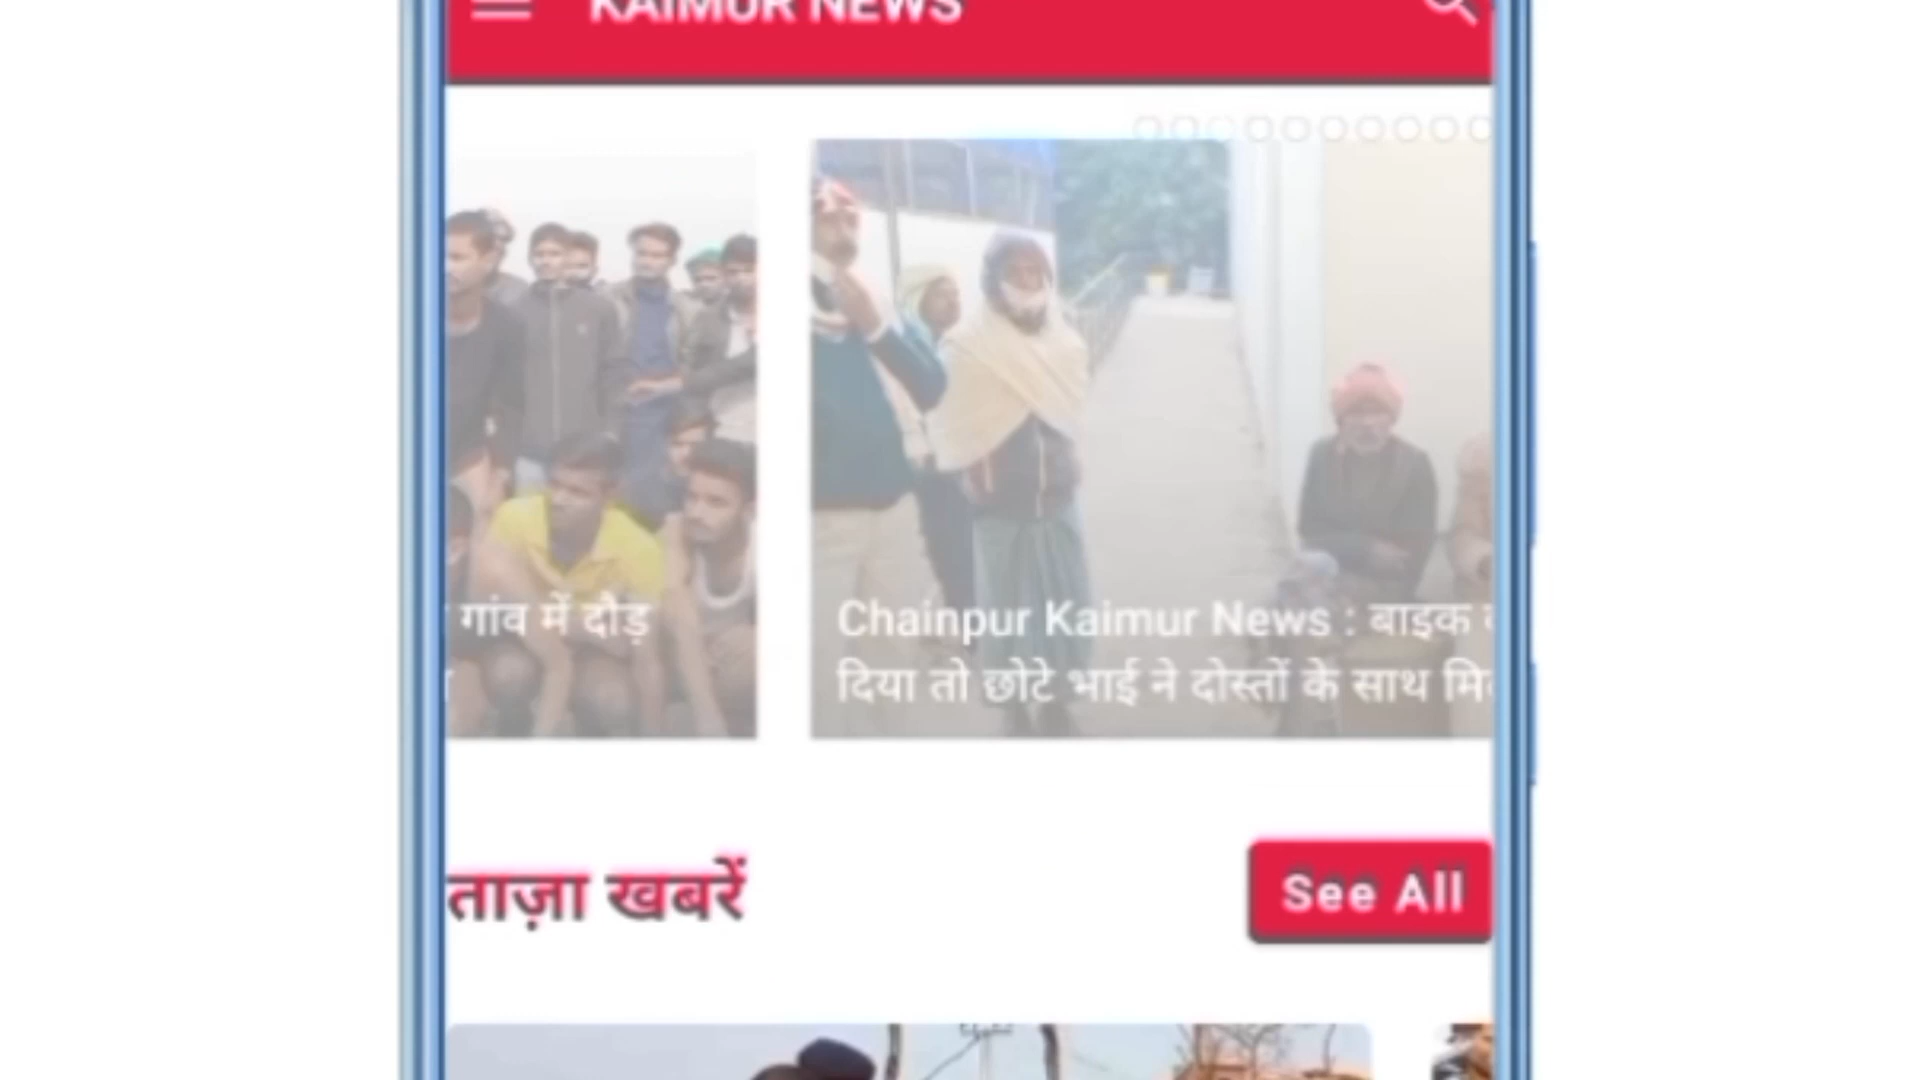 KAIMUR NEWS
गांव में दौड़
Chainpur Kaimur News : बाइक
दिया तो छोटे भाई ने दोस्तों के साथ
ताज़ा खबरें
See All